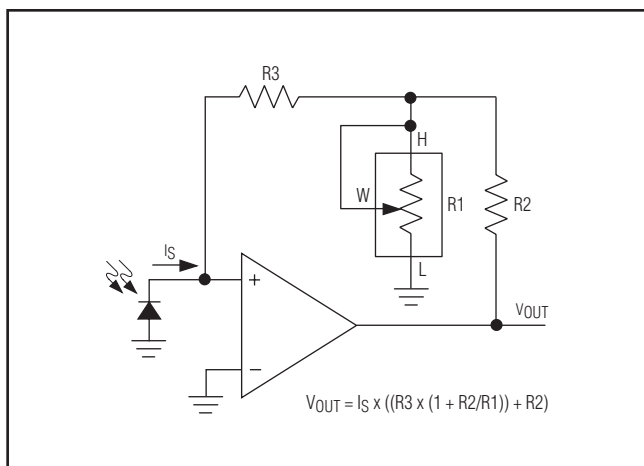 R3
H
W
R1
R2
L
IS
+
−
VOUT
VOUT = IS x ((R3 x (1 + R2/R1)) + R2)